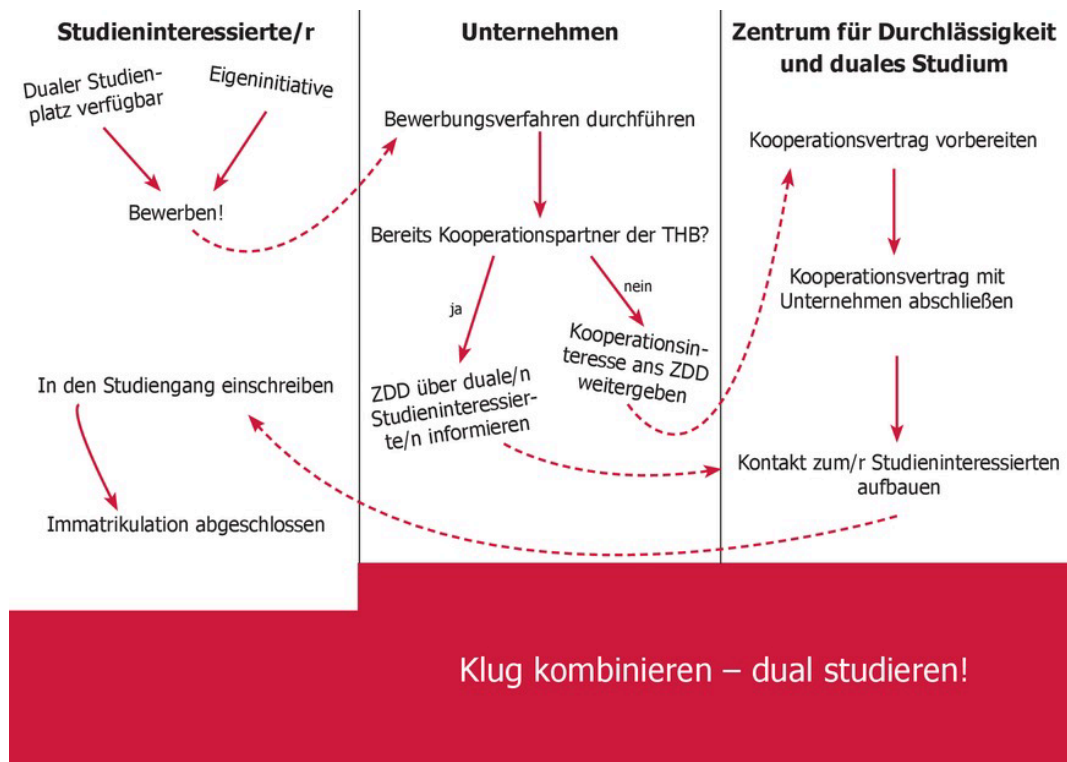 Studieninteressierte/r
Dualer Studien-
platz verfügbar
Eigeninitiative
Bewerben!
In den Studiengang einschreiben
Immatrikulation abgeschlossen
Unternehmen
Bewerbungsverfahren durchführen
Bereits Kooperationspartner der THB?
ja
nein
ZDD über duale/n
Studieninteressier-
te/n informieren
Kooperationsin-
teresse ans ZDD
weitergeben
Zentrum für Durchlässigkeit
und duales Studium
Kooperationsvertrag vorbereiten
Kooperationsvertrag mit
Unternehmen abschließen
Kontakt zum/r Studieninteressierten
aufbauen
Klug kombinieren – dual studieren!